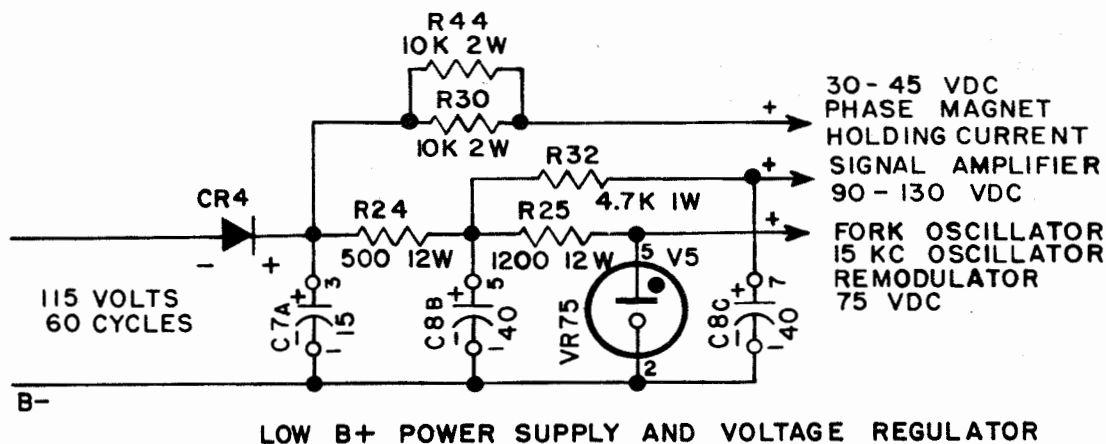 R44
10K 2W
R30
10K 2W
+
30-45 VDC
PHASE MAGNET
HOLDING CURRENT
R32
4.7K 1W
+
SIGNAL AMPLIFIER
90-130 VDC
CR4
- +
R24
500 12W
R25
1200 12W
+
FORK OSCILLATOR
15 KC OSCILLATOR
REMODULATOR
75 VDC
115 VOLTS
60 CYCLES
3
+
C7A
-
15
1
5
+
C8B
-
40
1
5
V5
VR75
2
7
+
C8C
-
40
1
B-
LOW B+ POWER SUPPLY AND VOLTAGE REGULATOR